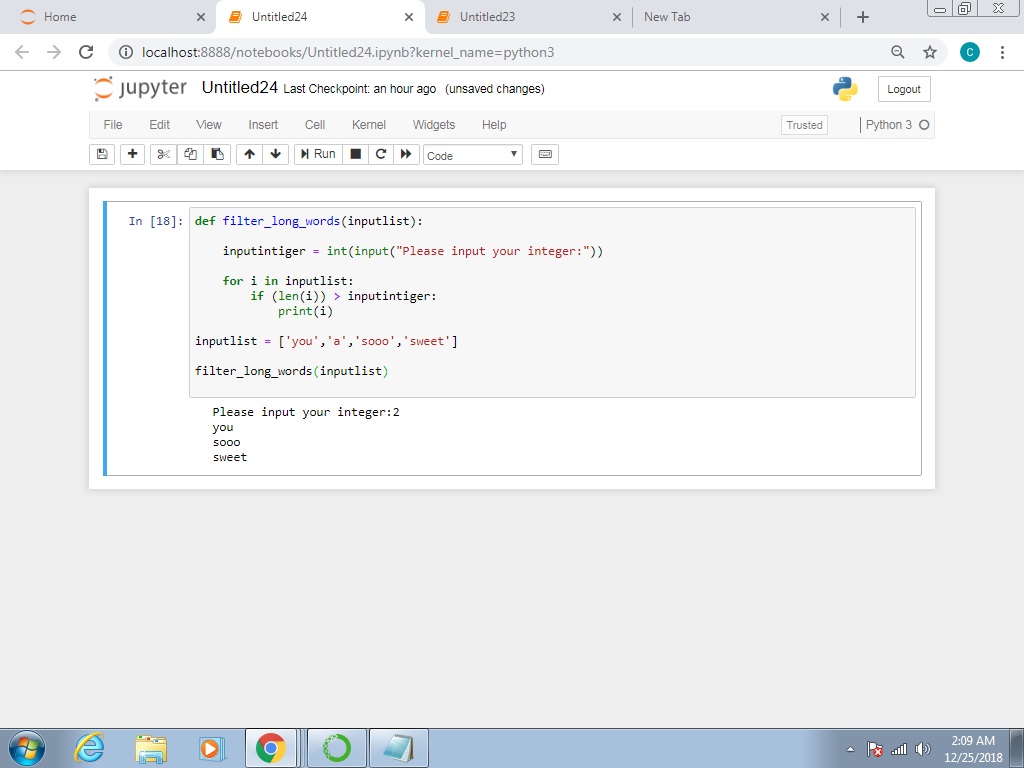 Home
Untitled24
Untitled23
New Tab
localhost:8888/notebooks/Untitled24.ipynb?kernel_name=python3
C
jupyter Untitled24 Last Checkpoint: an hour ago (unsaved changes)
Logout
File Edit View Insert Cell Kernel Widgets Help
Trusted
Python 3
Run
Code
In [18]:
def filter_long_words(inputlist):
    inputintiger = int(input("Please input your integer:"))
    for i in inputlist:
        if (len(i)) > inputintiger:
            print(i)
inputlist = ['you','a','sooo','sweet']
filter_long_words(inputlist)
Please input your integer:2
you
sooo
sweet
2:09 AM
12/25/2018